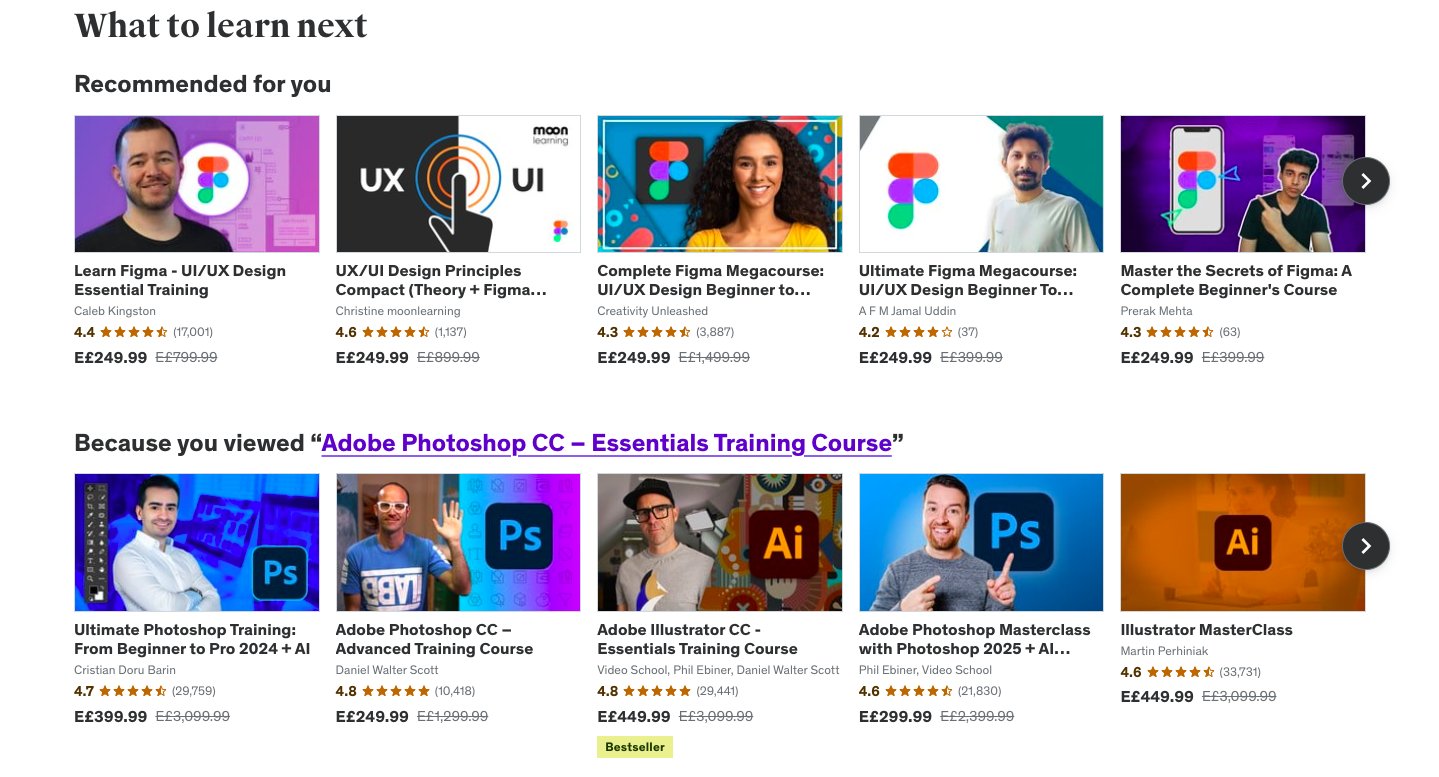 What to learn next
Recommended for you
moon
learning
UX
UI
Learn Figma - UI/UX Design
Essential Training
Caleb Kingston
4.4 (17,001)
E£249.99 E£799.99
UX/UI Design Principles
Compact (Theory + Figma…
Christine moonlearning
4.6 (1,137)
E£249.99 E£899.99
Complete Figma Megacourse:
UI/UX Design Beginner to…
Creativity Unleashed
4.3 (3,887)
E£249.99 E£1,499.99
Ultimate Figma Megacourse:
UI/UX Design Beginner To…
A F M Jamal Uddin
4.2 (37)
E£249.99 E£399.99
Master the Secrets of Figma: A
Complete Beginner's Course
Prerak Mehta
4.3 (63)
E£249.99 E£399.99
Because you viewed “Adobe Photoshop CC – Essentials Training Course”
Ps
LABB
Ps
Ai
Ps
Ai
Ultimate Photoshop Training:
From Beginner to Pro 2024 + AI
Cristian Doru Barin
4.7 (29,759)
E£399.99 E£3,099.99
Adobe Photoshop CC –
Advanced Training Course
Daniel Walter Scott
4.8 (10,418)
E£249.99 E£1,299.99
Adobe Illustrator CC -
Essentials Training Course
Video School, Phil Ebiner, Daniel Walter Scott
4.8 (29,441)
E£449.99 E£3,099.99
Bestseller
Adobe Photoshop Masterclass
with Photoshop 2025 + AI…
Phil Ebiner, Video School
4.6 (21,830)
E£299.99 E£2,399.99
Illustrator MasterClass
Martin Perhiniak
4.6 (33,731)
E£449.99 E£3,099.99